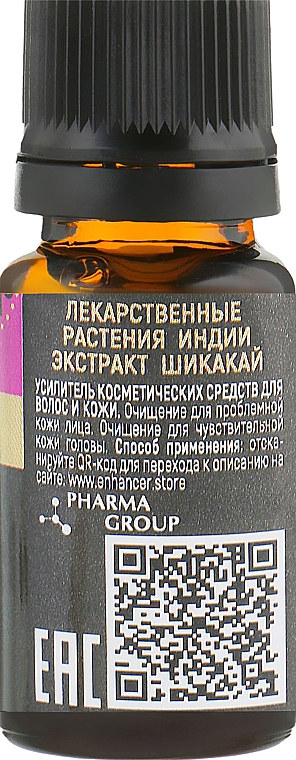 ЛЕКАРСТВЕННЫЕ
РАСТЕНИЯ ИНДИИ
ЭКСТРАКТ ШИКАКАЙ
УСИЛИТЕЛЬ КОСМЕТИЧЕСКИХ СРЕДСТВ ДЛЯ
ВОЛОС И КОЖИ. Очищение для проблемной
кожи лица. Очищение для чувствительной
кожи головы. Способ применения: отска-
нируйте QR-код для перехода к описанию на
сайте: www.enhancer.store
PHARMA
GROUP
EAC